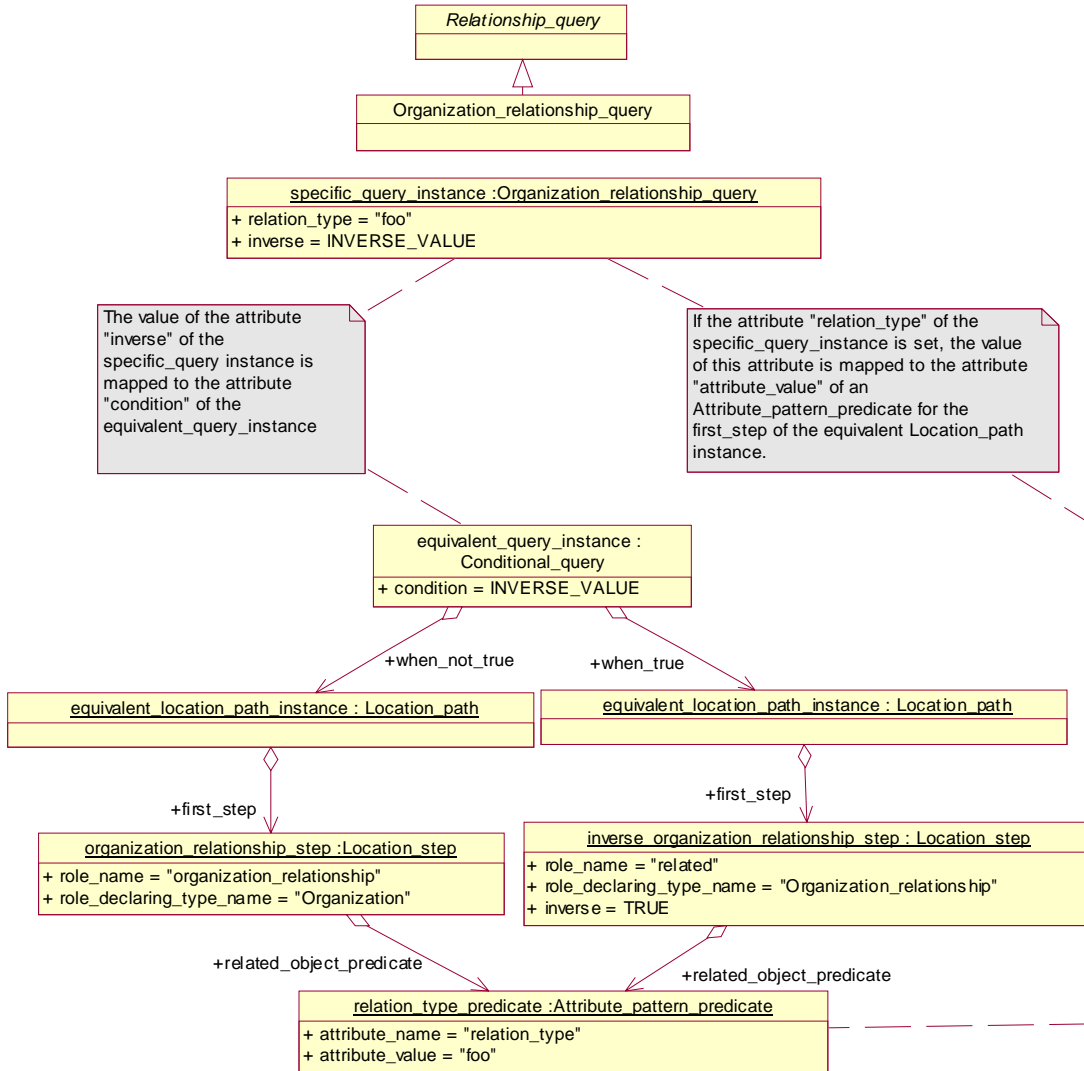 Relationship_query
Organization_relationship_query
specific_query_instance :Organization_relationship_query
+ relation_type = "foo"
+ inverse = INVERSE_VALUE
The value of the attribute
"inverse" of the
specific_query instance is
mapped to the attribute
"condition" of the
equivalent_query_instance
If the attribute "relation_type" of the
specific_query_instance is set, the value
of this attribute is mapped to the attribute
"attribute_value" of an
Attribute_pattern_predicate for the
first_step of the equivalent Location_path
instance.
equivalent_query_instance :
Conditional_query
+ condition = INVERSE_VALUE
+when_not_true
+when_true
equivalent_location_path_instance : Location_path
equivalent_location_path_instance : Location_path
+first_step
+first_step
organization_relationship_step :Location_step
+ role_name = "organization_relationship"
+ role_declaring_type_name = "Organization"
inverse_organization_relationship_step : Location_step
+ role_name = "related"
+ role_declaring_type_name = "Organization_relationship"
+ inverse = TRUE
+related_object_predicate
+related_object_predicate
relation_type_predicate :Attribute_pattern_predicate
+ attribute_name = "relation_type"
+ attribute_value = "foo"